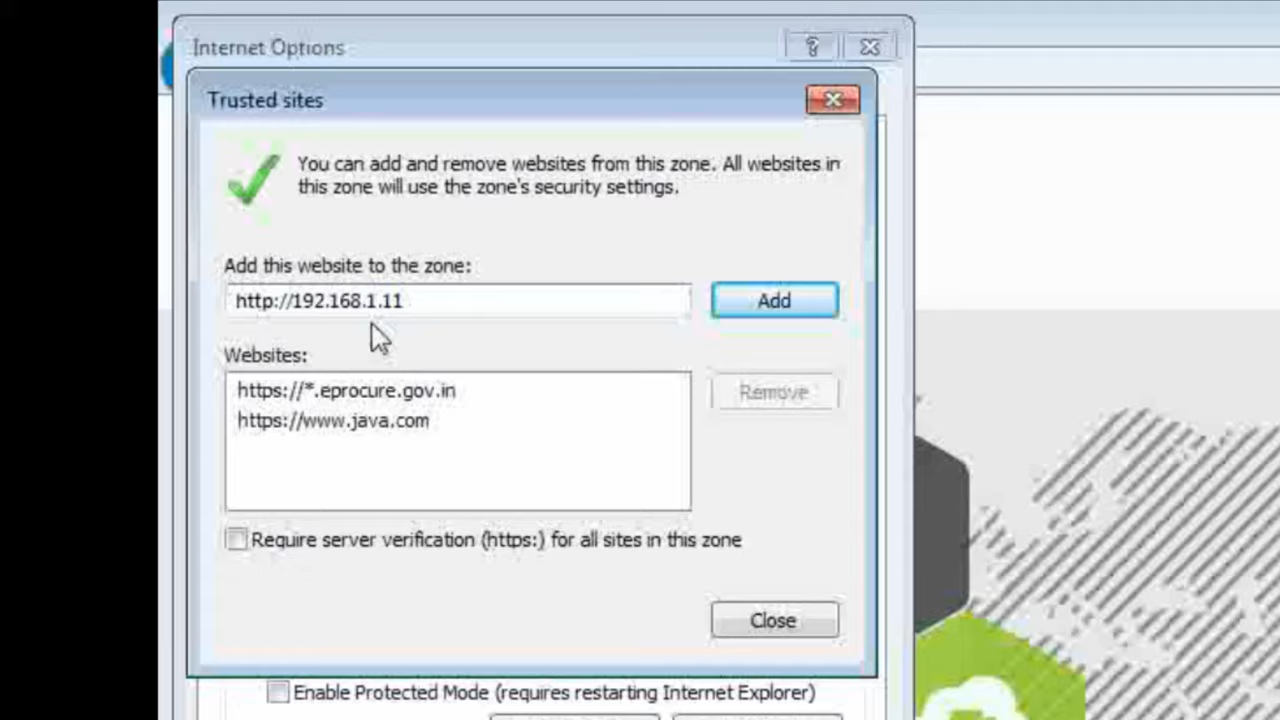 Internet Options
Trusted sites
You can add and remove websites from this zone. All websites in
this zone will use the zone's security settings.
Add this website to the zone:
http://192.168.1.11
Add
Websites:
https://*.eprocure.gov.in
https://www.java.com
Remove
Require server verification (https:) for all sites in this zone
Close
Enable Protected Mode (requires restarting Internet Explorer)